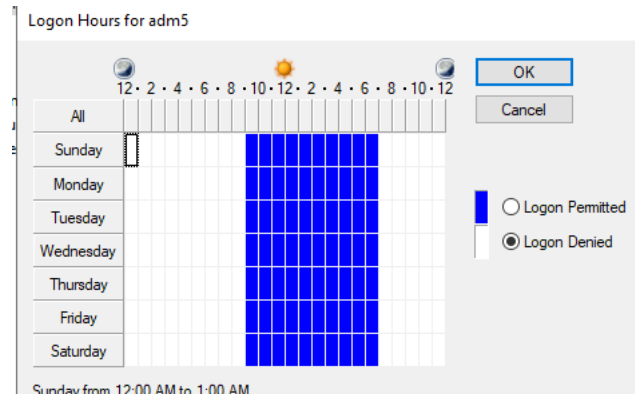 Logon Hours for adm5
12 · 2 · 4 · 6 · 8 · 10 · 12 · 2 · 4 · 6 · 8 · 10 · 12
All
Sunday
Monday
Tuesday
Wednesday
Thursday
Friday
Saturday
OK
Cancel
Logon Permitted
Logon Denied
Sunday from 12:00 AM to 1:00 AM